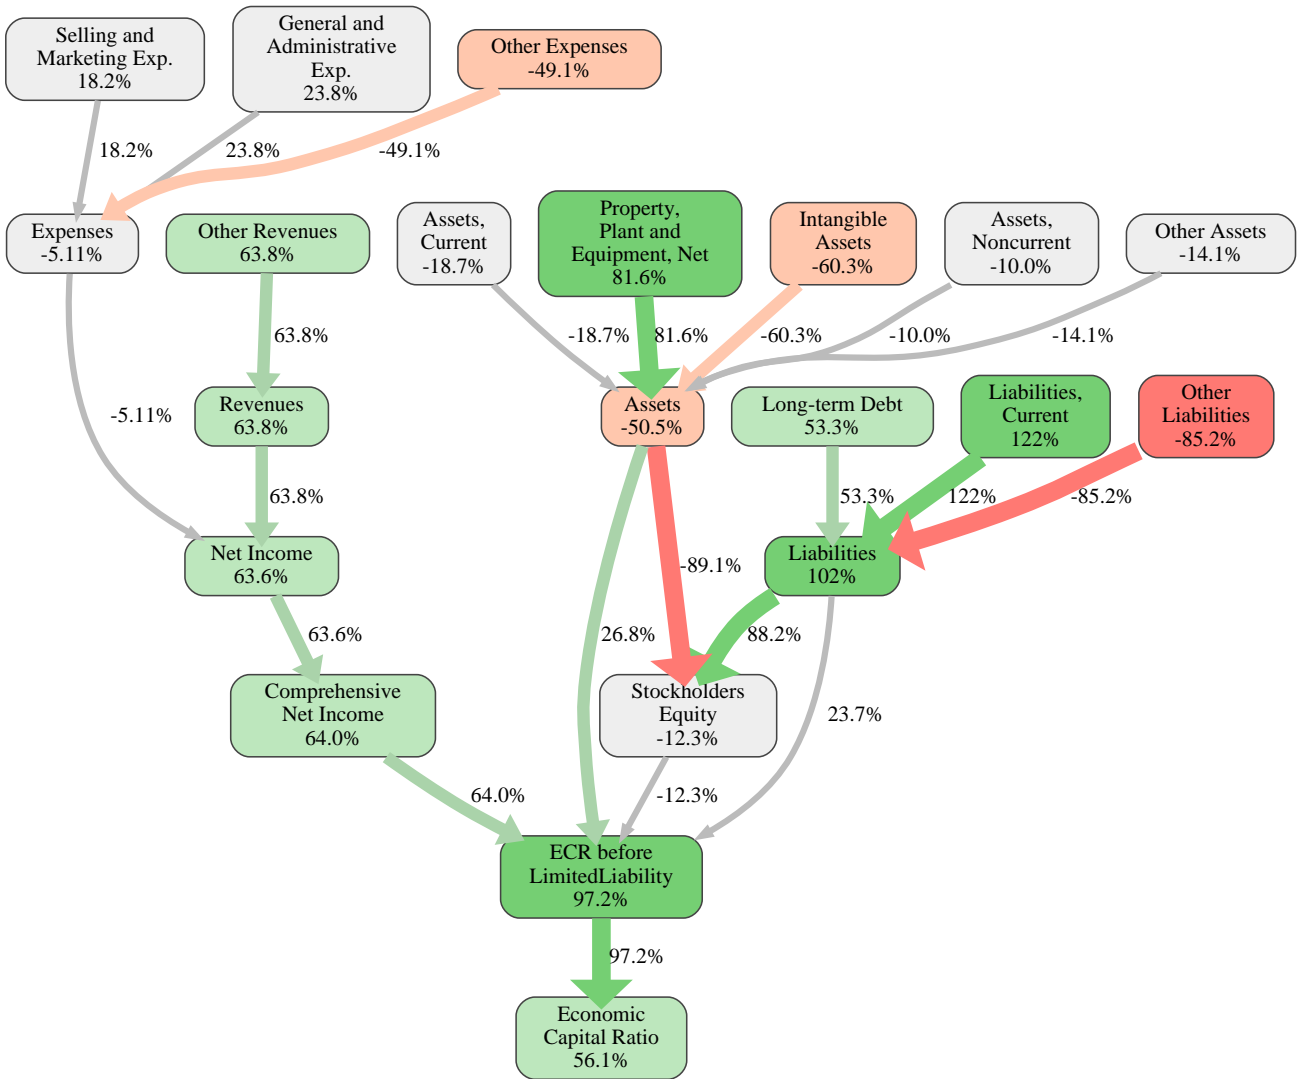 Selling and
Marketing Exp.
18.2%
General and
Administrative
Exp.
23.8%
Other Expenses
-49.1%
18.2%
23.8%
-49.1%
Expenses
-5.11%
Other Revenues
63.8%
Assets,
Current
-18.7%
Property,
Plant and
Equipment, Net
81.6%
Intangible
Assets
-60.3%
Assets,
Noncurrent
-10.0%
Other Assets
-14.1%
63.8%
-18.7%
81.6%
-60.3%
-10.0%
-14.1%
-5.11%
Revenues
63.8%
Assets
-50.5%
Long-term Debt
53.3%
Liabilities,
Current
122%
Other
Liabilities
-85.2%
63.8%
53.3%
122%
-85.2%
Net Income
63.6%
Liabilities
102%
-89.1%
63.6%
26.8%
88.2%
Comprehensive
Net Income
64.0%
Stockholders
Equity
-12.3%
23.7%
64.0%
-12.3%
ECR before
LimitedLiability
97.2%
97.2%
Economic
Capital Ratio
56.1%